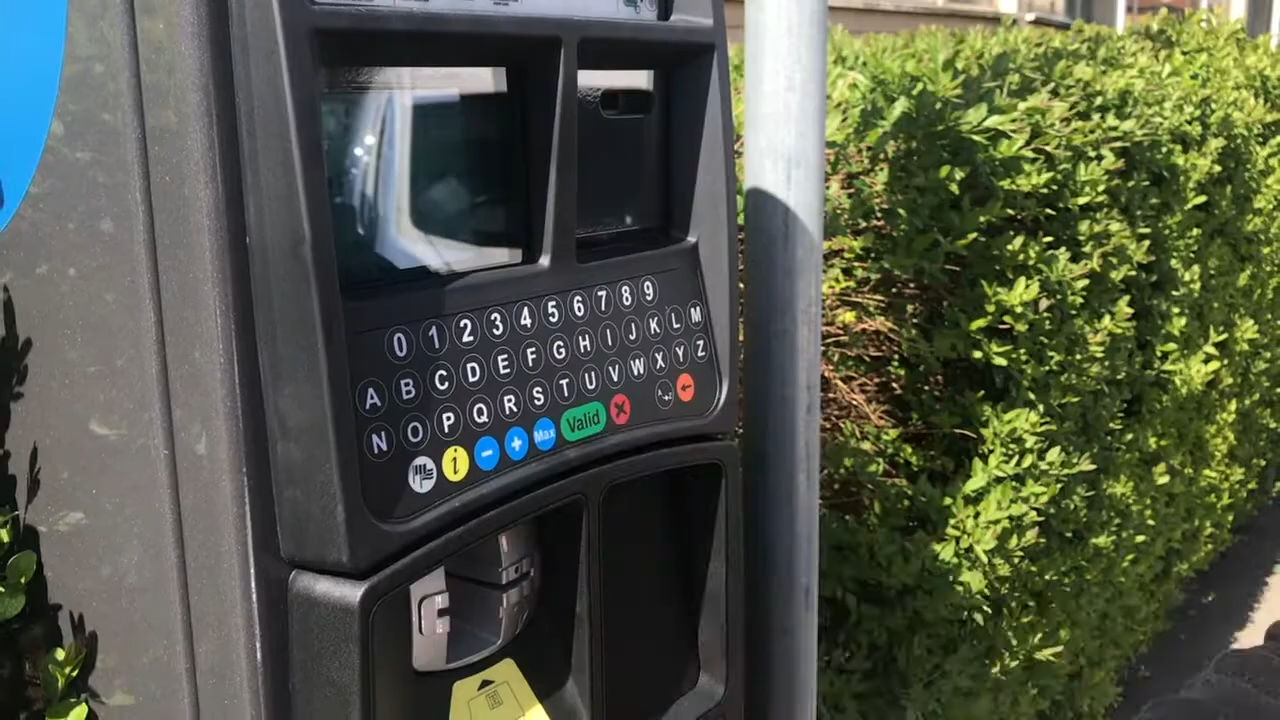 0 1 2 3 4 5 6 7 8 9
A B C D E F G H I J K L M
N O P Q R S T U V W X Y Z
i - + Max Valid X A→Z ←